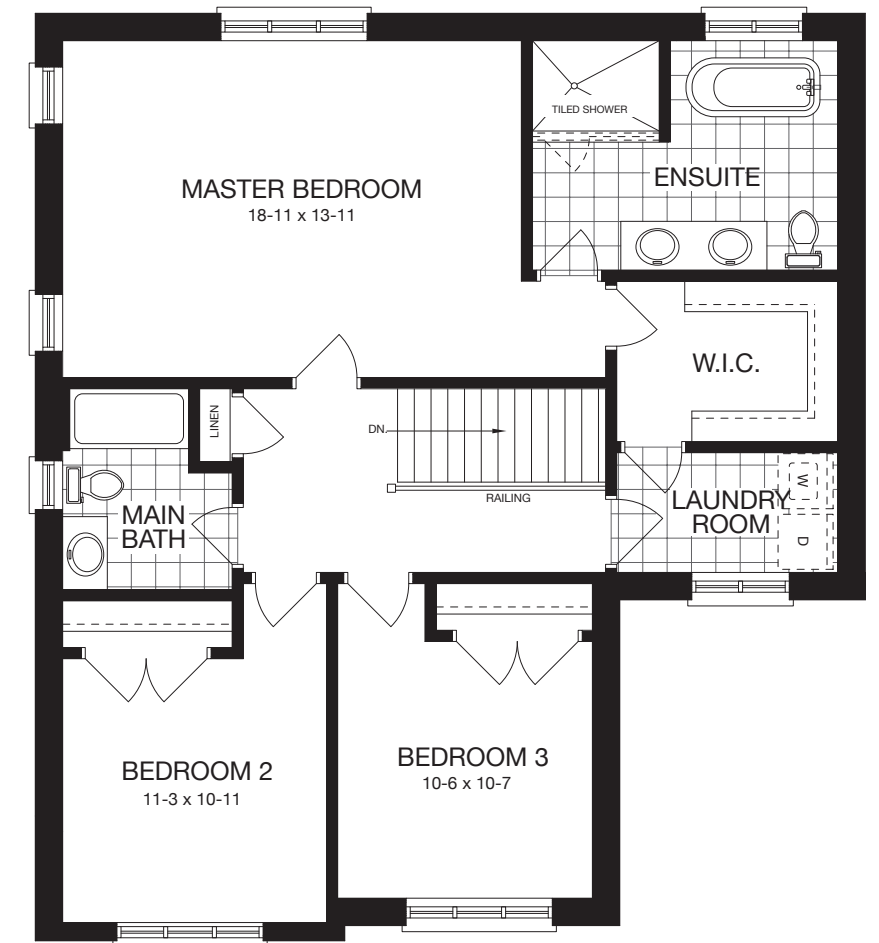 TILED SHOWER
MASTER BEDROOM
18-11 x 13-11
ENSUITE
W.I.C.
LINEN
DN.
RAILING
MAIN
BATH
LAUNDRY
ROOM
W
D
BEDROOM 2
11-3 x 10-11
BEDROOM 3
10-6 x 10-7